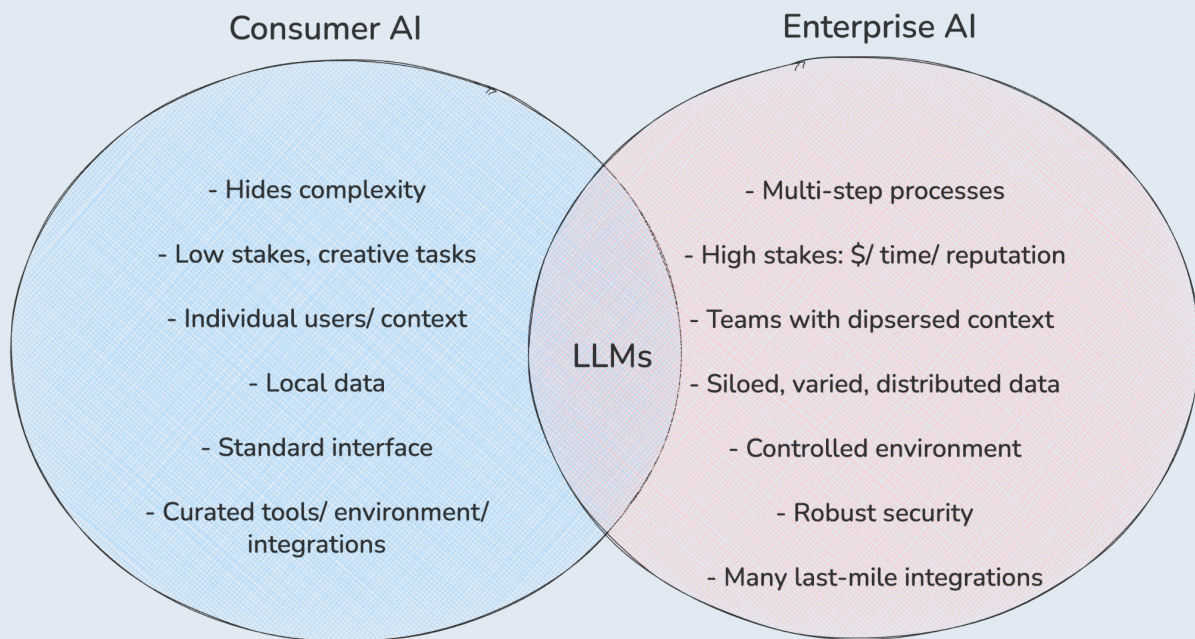 Consumer AI
- Hides complexity
- Low stakes, creative tasks
- Individual users/ context
- Local data
- Standard interface
- Curated tools/ environment/
integrations
LLMs
Enterprise AI
- Multi-step processes
- High stakes: $/ time/ reputation
- Teams with dipsersed context
- Siloed, varied, distributed data
- Controlled environment
- Robust security
- Many last-mile integrations